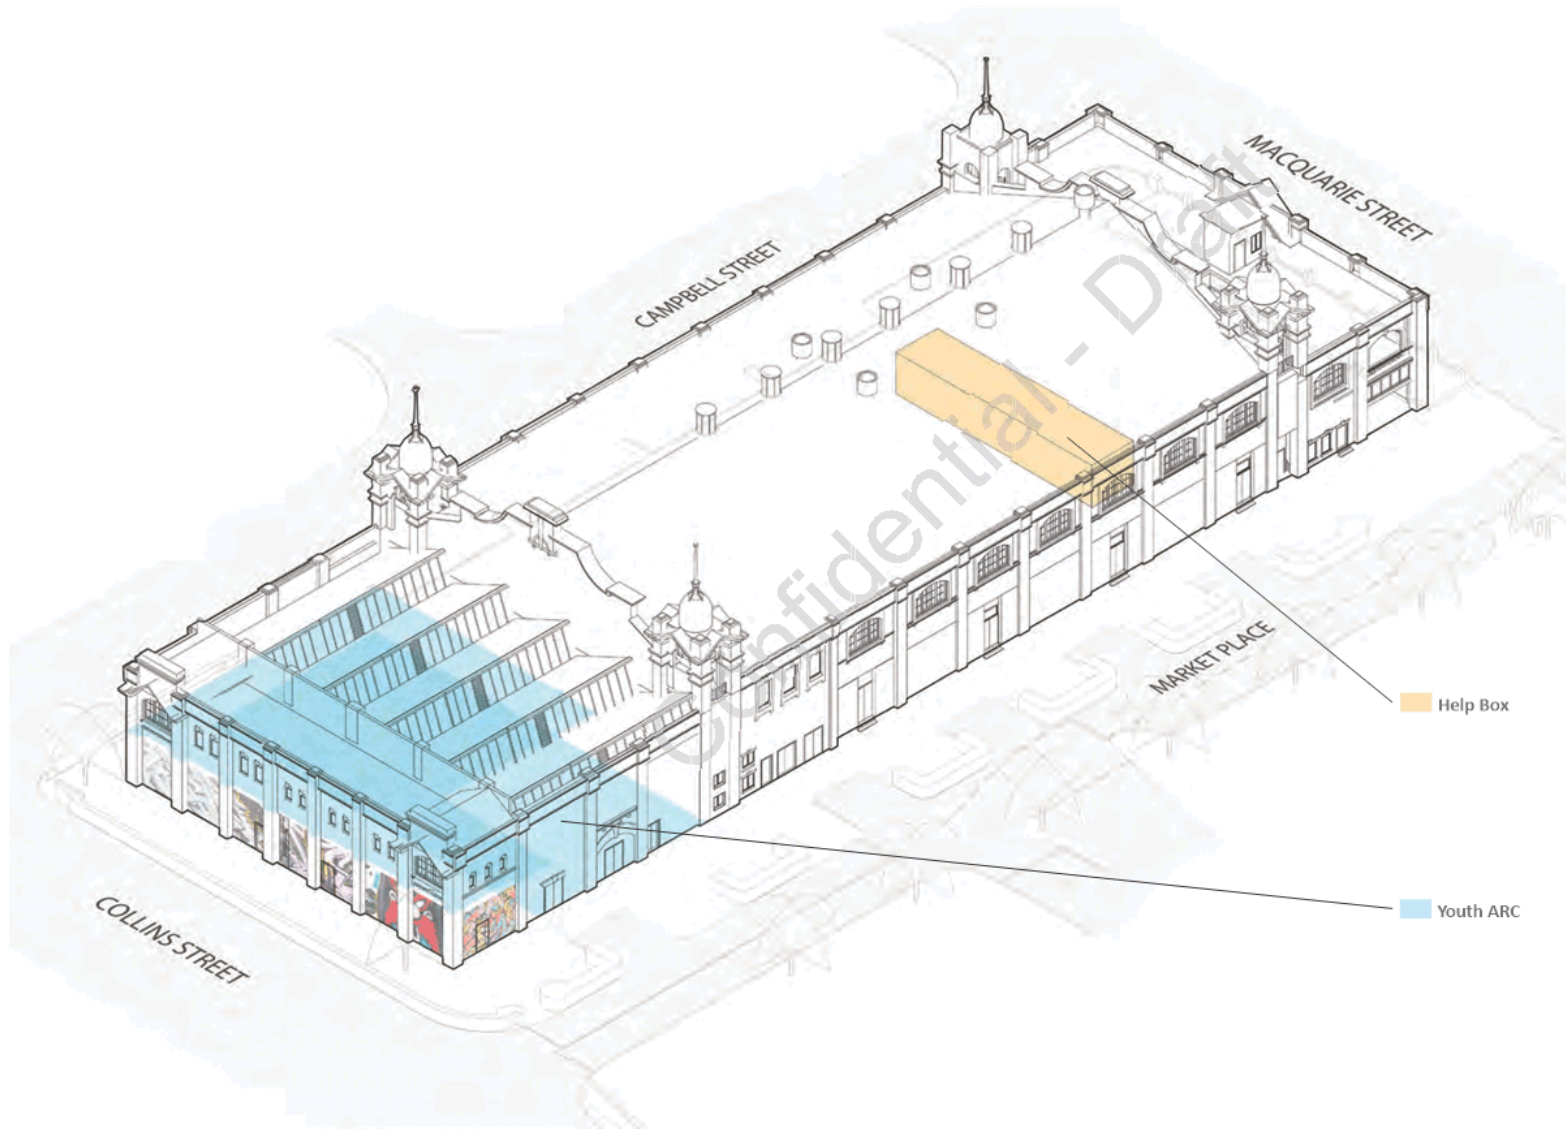 MACQUARIE STREET
CAMPBELL STREET
Confidential - Draft
MARKET PLACE
Help Box
Youth ARC
COLLINS STREET